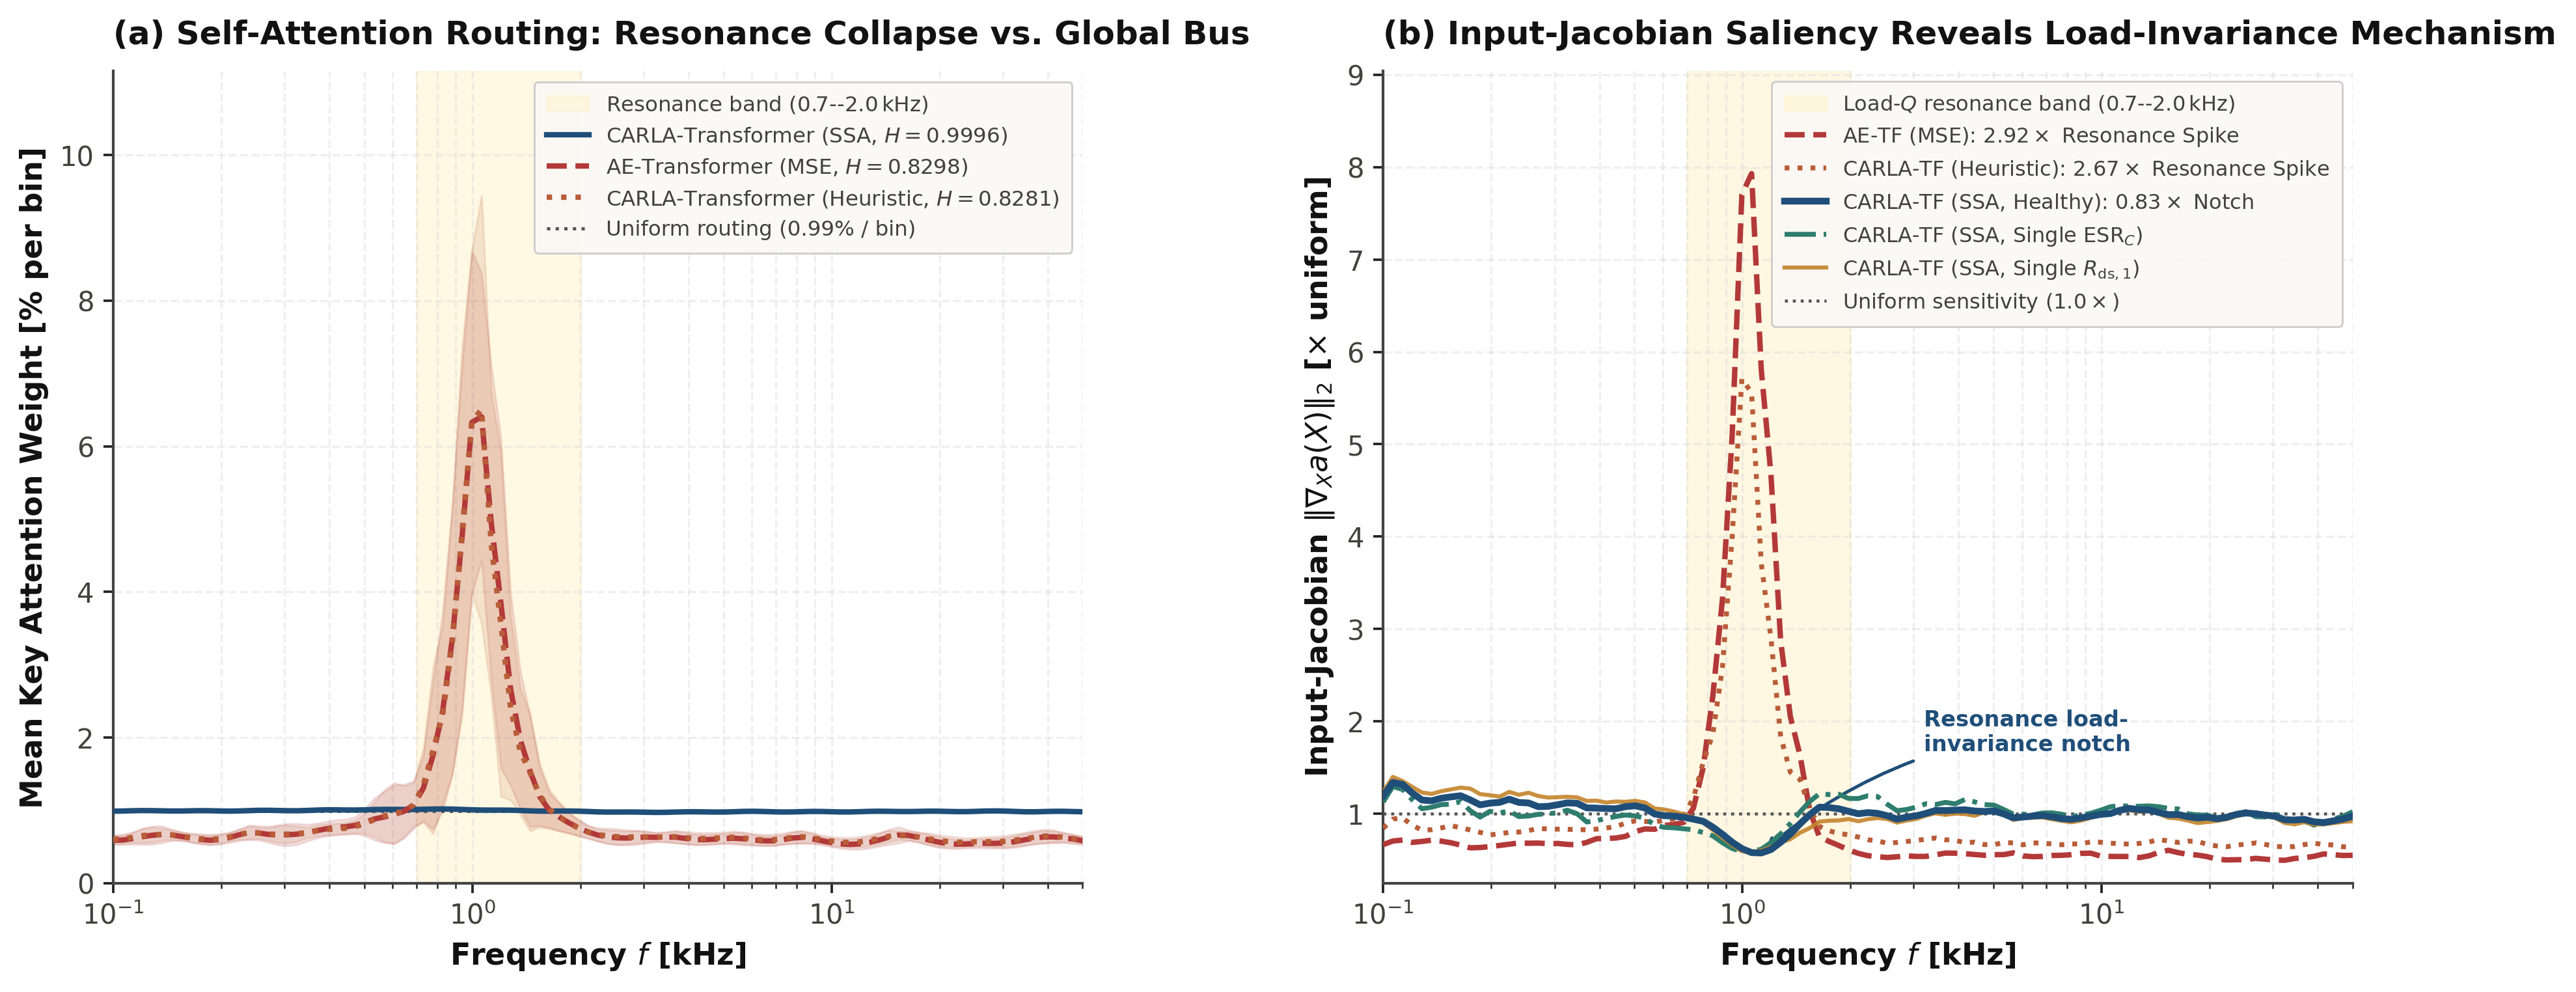 (a) Self-Attention Routing: Resonance Collapse vs. Global Bus
Mean Key Attention Weight [% per bin]
10
8
6
4
2
0
Resonance band (0.7--2.0 kHz)
CARLA-Transformer (SSA, H = 0.9996)
AE-Transformer (MSE, H = 0.8298)
CARLA-Transformer (Heuristic, H = 0.8281)
Uniform routing (0.99% / bin)
10⁻¹
10⁰
10¹
Frequency f [kHz]
(b) Input-Jacobian Saliency Reveals Load-Invariance Mechanism
Input-Jacobian ‖∇ₓa(X)‖₂ [× uniform]
9
8
7
6
5
4
3
2
1
Load-Q resonance band (0.7--2.0 kHz)
AE-TF (MSE): 2.92× Resonance Spike
CARLA-TF (Heuristic): 2.67× Resonance Spike
CARLA-TF (SSA, Healthy): 0.83× Notch
CARLA-TF (SSA, Single ESR_C)
CARLA-TF (SSA, Single R_ds,1)
Uniform sensitivity (1.0×)
Resonance load-
invariance notch
10⁻¹
10⁰
10¹
Frequency f [kHz]